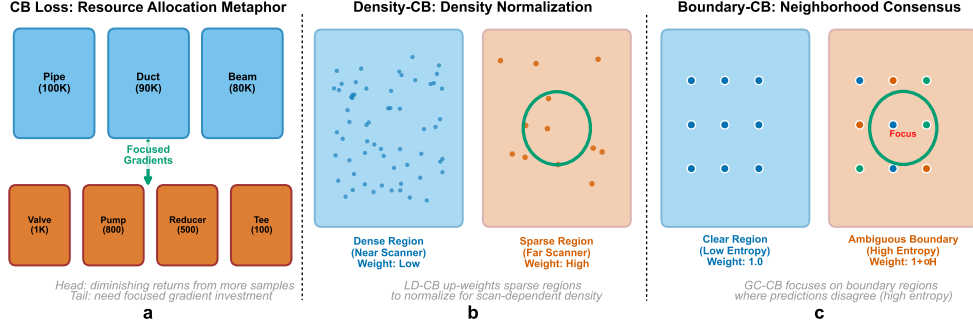 CB Loss: Resource Allocation Metaphor
Pipe
(100K)
Duct
(90K)
Beam
(80K)
Focused
Gradients
Valve
(1K)
Pump
(800)
Reducer
(500)
Tee
(100)
Head: diminishing returns from more samples
Tail: need focused gradient investment
a
Density-CB: Density Normalization
Dense Region
(Near Scanner)
Weight: Low
Sparse Region
(Far Scanner)
Weight: High
LD-CB up-weights sparse regions
to normalize for scan-dependent density
b
Boundary-CB: Neighborhood Consensus
Focus
Clear Region
(Low Entropy)
Weight: 1.0
Ambiguous Boundary
(High Entropy)
Weight: 1+αH
GC-CB focuses on boundary regions
where predictions disagree (high entropy)
c